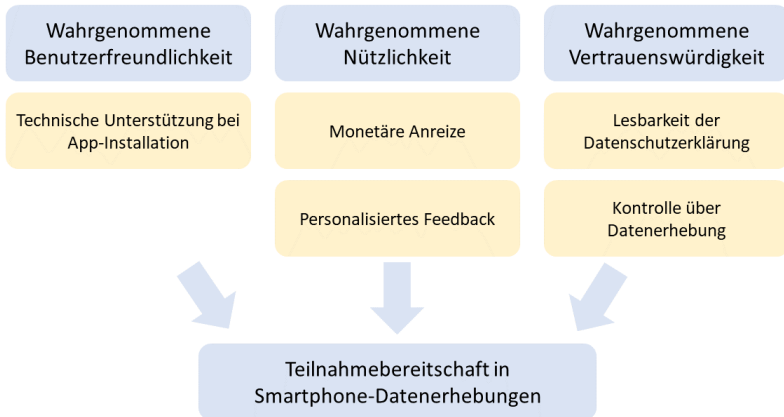 Wahrgenommene
Benutzerfreundlichkeit
Wahrgenommene
Nützlichkeit
Wahrgenommene
Vertrauenswürdigkeit
Technische Unterstützung bei
App-Installation
Monetäre Anreize
Lesbarkeit der
Datenschutzerklärung
Personalisiertes Feedback
Kontrolle über
Datenerhebung
Teilnahmebereitschaft in
Smartphone-Datenerhebungen